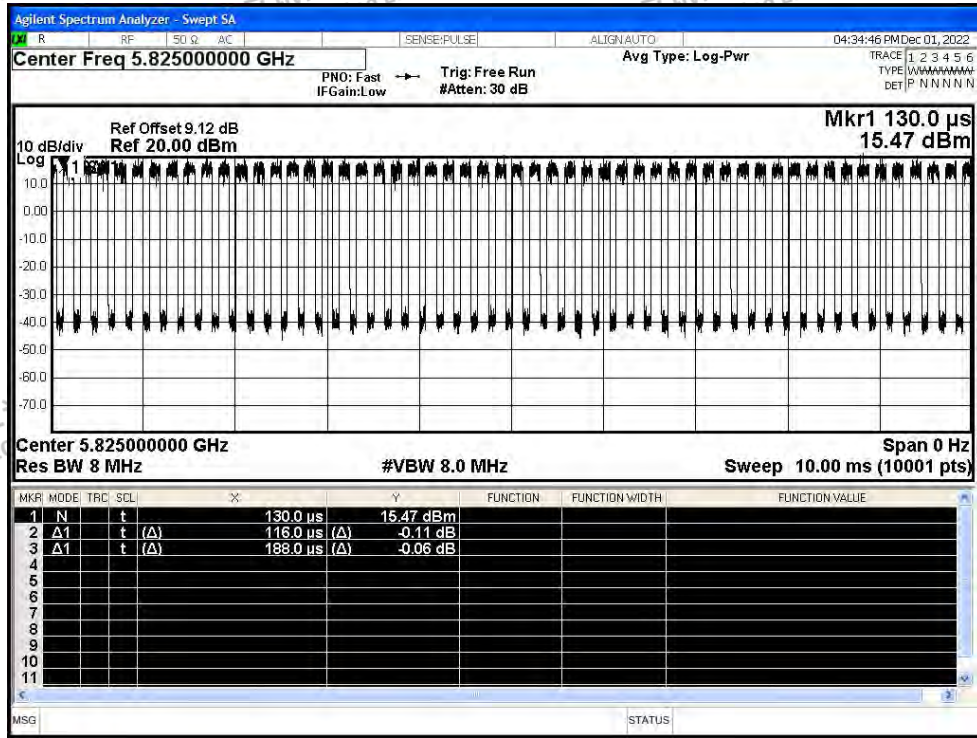 Agilent Spectrum Analyzer - Swept SA
LXI R RF 50 Ω AC SENSE:PULSE ALIGN AUTO 04:34:46 PM Dec 01, 2022
Center Freq 5.825000000 GHz Avg Type: Log-Pwr TRACE 1 2 3 4 5 6
PNO: Fast Trig: Free Run TYPE WWWWWW
IFGain:Low #Atten: 30 dB DET P N N N N N
Mkr1 130.0 µs
Ref Offset 9.12 dB
10 dB/div Ref 20.00 dBm 15.47 dBm
Log
1
10.0
0.00
-10.0
-20.0
-30.0
-40.0
-50.0
-60.0
-70.0
Center 5.825000000 GHz Span 0 Hz
Res BW 8 MHz #VBW 8.0 MHz Sweep 10.00 ms (10001 pts)
MKR MODE TRC SCL X Y FUNCTION FUNCTION WIDTH FUNCTION VALUE
1 N t 130.0 µs 15.47 dBm
2 Δ1 t (Δ) 116.0 µs (Δ) -0.11 dB
3 Δ1 t (Δ) 188.0 µs (Δ) -0.06 dB
4
5
6
7
8
9
10
11
MSG STATUS